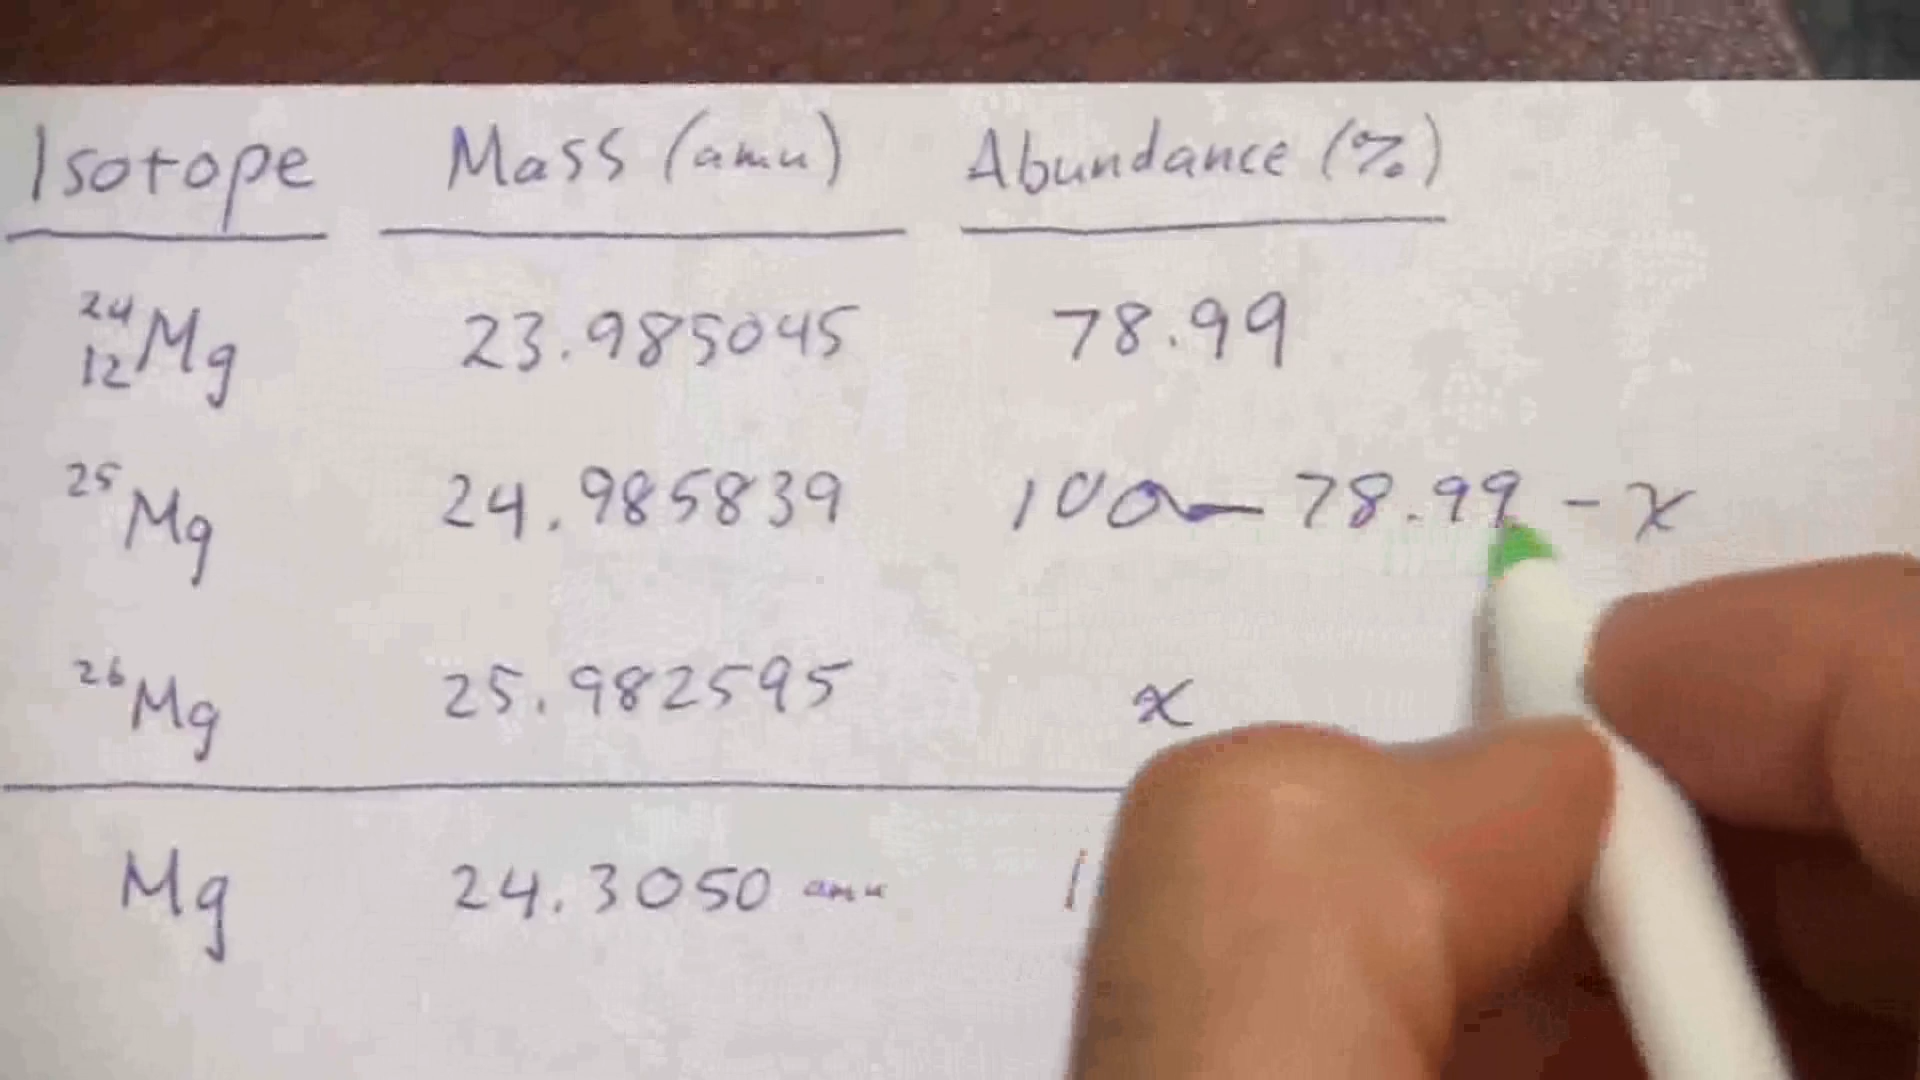 Isotope Mass (amu) Abundance (%)
24 12 Mg 23.985045 78.99
25 Mg 24.985839 100 - 78.99 - x
26 Mg 25.982595 x
Mg 24.3050 amu 1